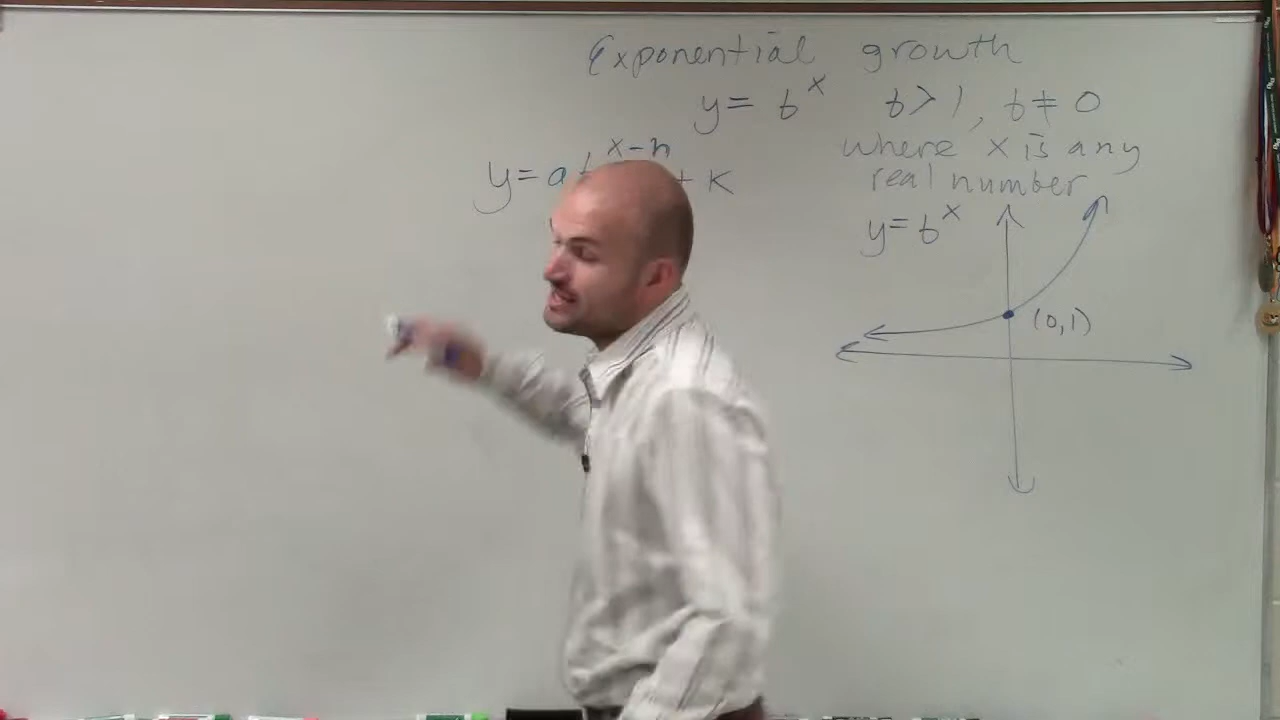 Exponential growth
y = b^x b > 1, b ≠ 0
where x is any
real number
y = a b^x-h + k
y = b^x
(0,1)